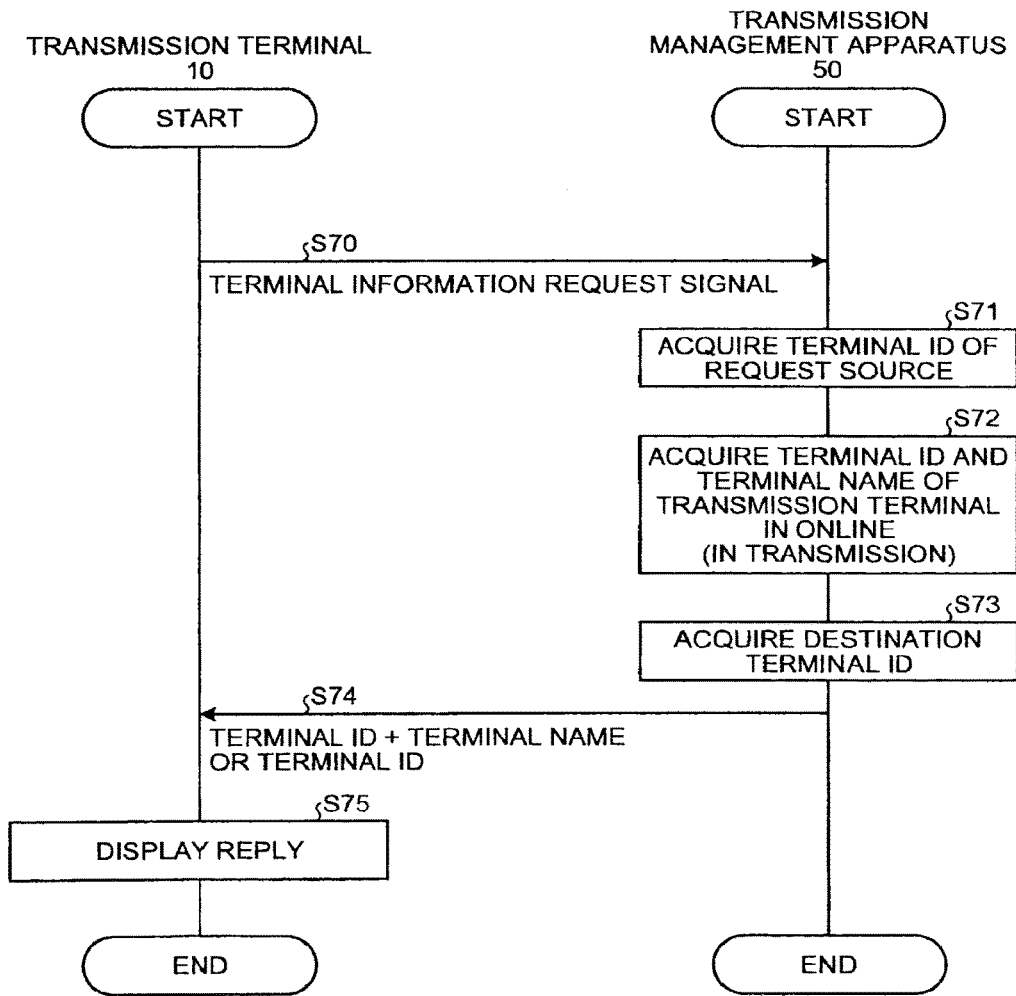 TRANSMISSION TERMINAL
10
TRANSMISSION
MANAGEMENT APPARATUS
50
START
START
S70
TERMINAL INFORMATION REQUEST SIGNAL
S71
ACQUIRE TERMINAL ID OF
REQUEST SOURCE
S72
ACQUIRE TERMINAL ID AND
TERMINAL NAME OF
TRANSMISSION TERMINAL
IN ONLINE
(IN TRANSMISSION)
S73
ACQUIRE DESTINATION
TERMINAL ID
S74
TERMINAL ID + TERMINAL NAME
OR TERMINAL ID
S75
DISPLAY REPLY
END
END